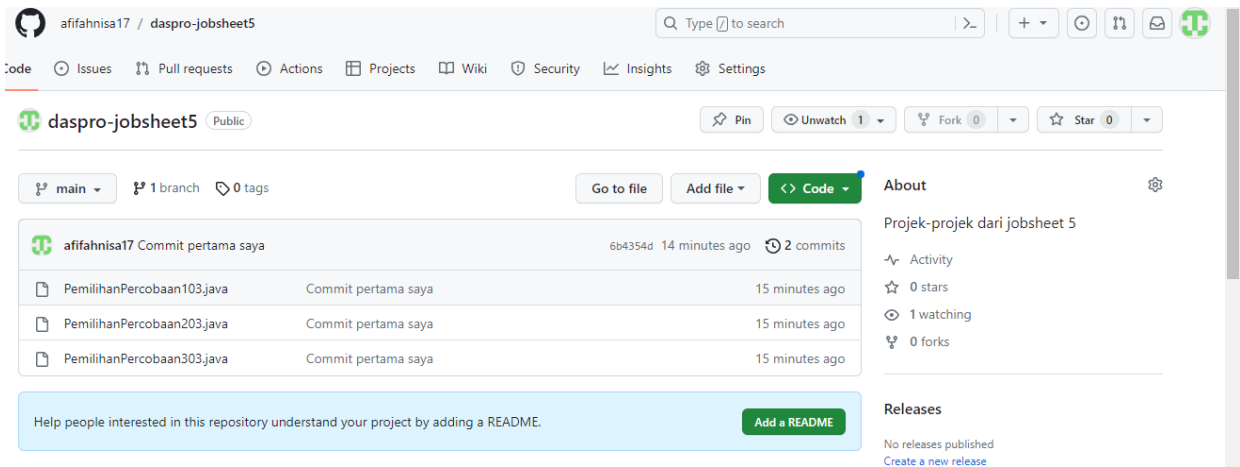 afifahnisa17 / daspro-jobsheet5 Type / to search
Code Issues Pull requests Actions Projects Wiki Security Insights Settings
daspro-jobsheet5 Public Pin Unwatch 1 Fork 0 Star 0
main 1 branch 0 tags Go to file Add file <> Code
About
afifahnisa17 Commit pertama saya 6b4354d 14 minutes ago 2 commits
PemilihanPercobaan103.java Commit pertama saya 15 minutes ago
PemilihanPercobaan203.java Commit pertama saya 15 minutes ago
PemilihanPercobaan303.java Commit pertama saya 15 minutes ago
Help people interested in this repository understand your project by adding a README. Add a README
Projek-projek dari jobsheet 5
Activity
0 stars
1 watching
0 forks
Releases
No releases published
Create a new release